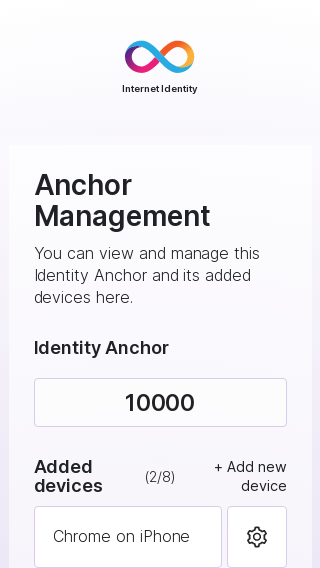 Internet Identity
Anchor
Management
You can view and manage this
Identity Anchor and its added
devices here.
Identity Anchor
10000
Added
devices
(2/8)
+ Add new
device
Chrome on iPhone